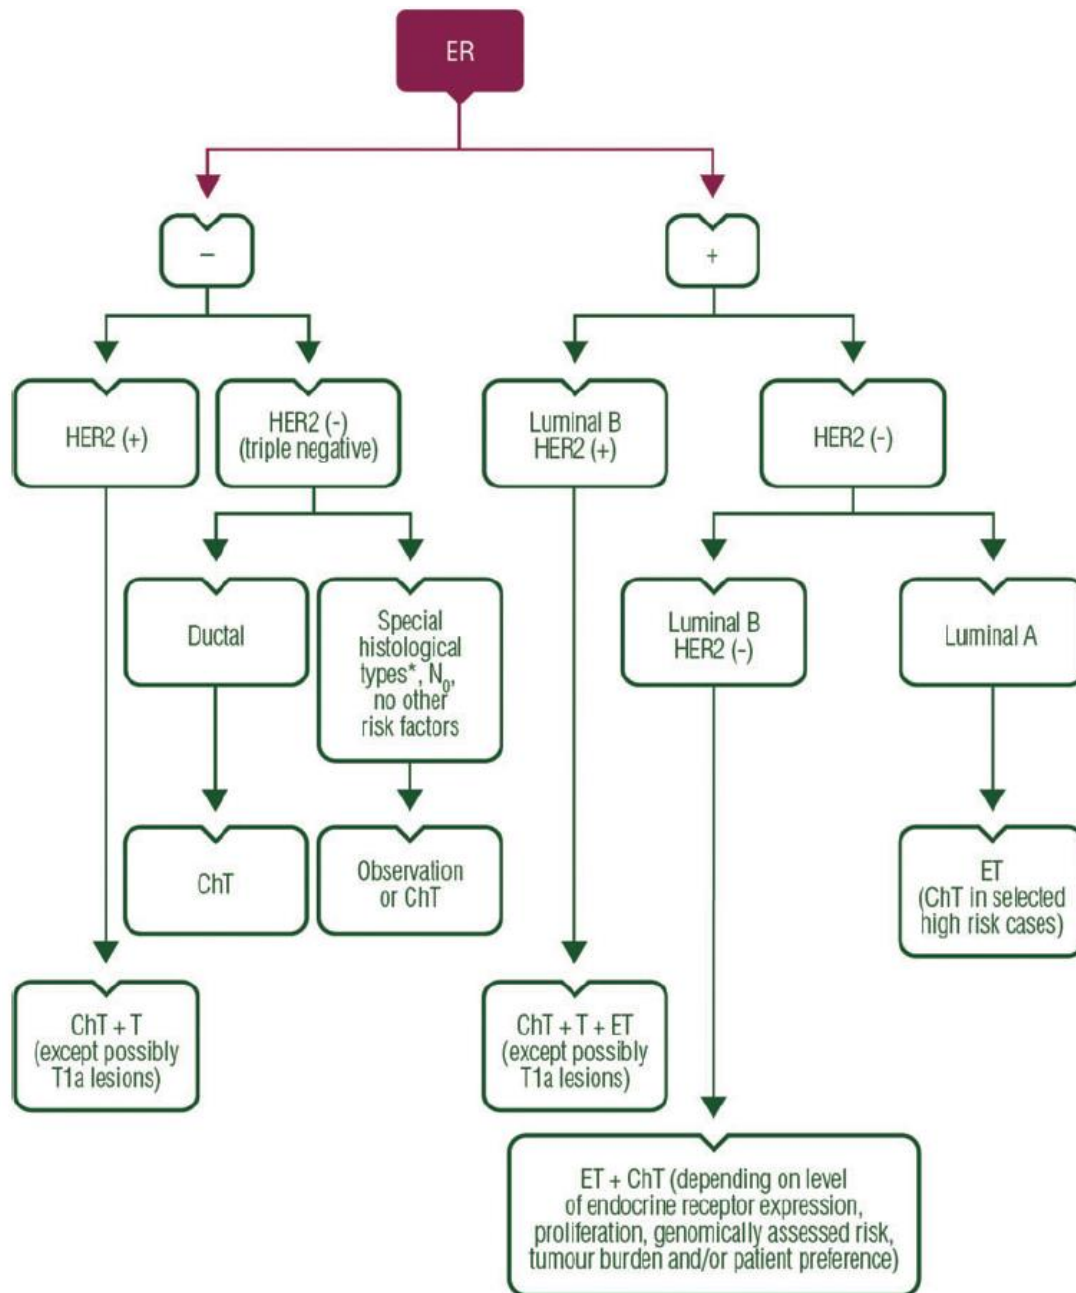 ER
–
+
HER2 (+)
HER2 (-)
(triple negative)
Luminal B
HER2 (+)
HER2 (-)
Ductal
Special
histological
types*, N₀,
no other
risk factors
Luminal B
HER2 (-)
Luminal A
ChT
Observation
or ChT
ET
(ChT in selected
high risk cases)
ChT + T
(except possibly
T1a lesions)
ChT + T + ET
(except possibly
T1a lesions)
ET + ChT (depending on level
of endocrine receptor expression,
proliferation, genomically assessed risk,
tumour burden and/or patient preference)